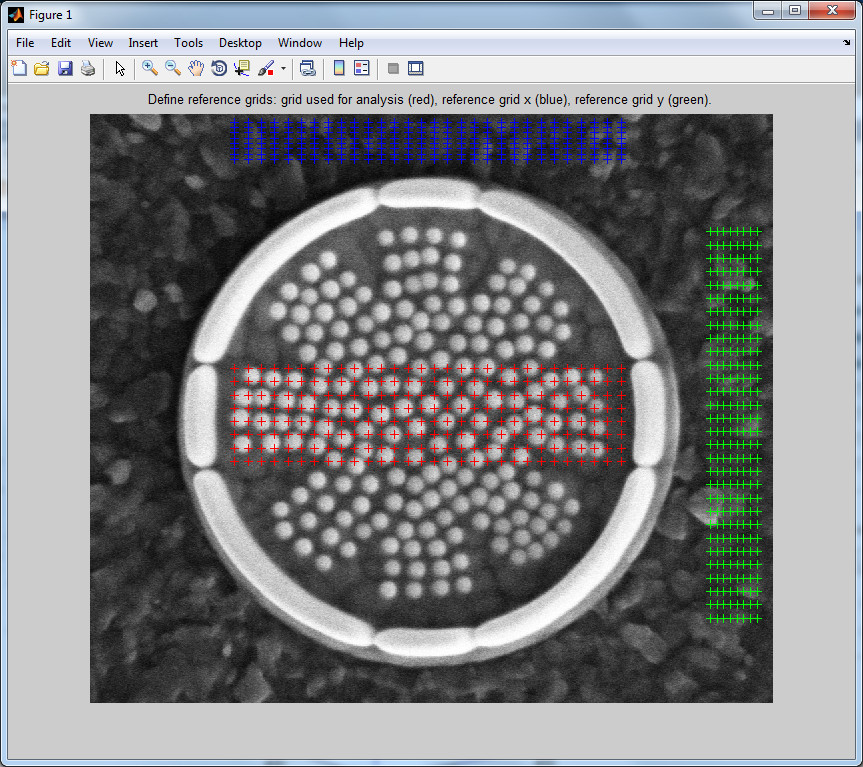 Figure 1
File Edit View Insert Tools Desktop Window Help
Define reference grids: grid used for analysis (red), reference grid x (blue), reference grid y (green).